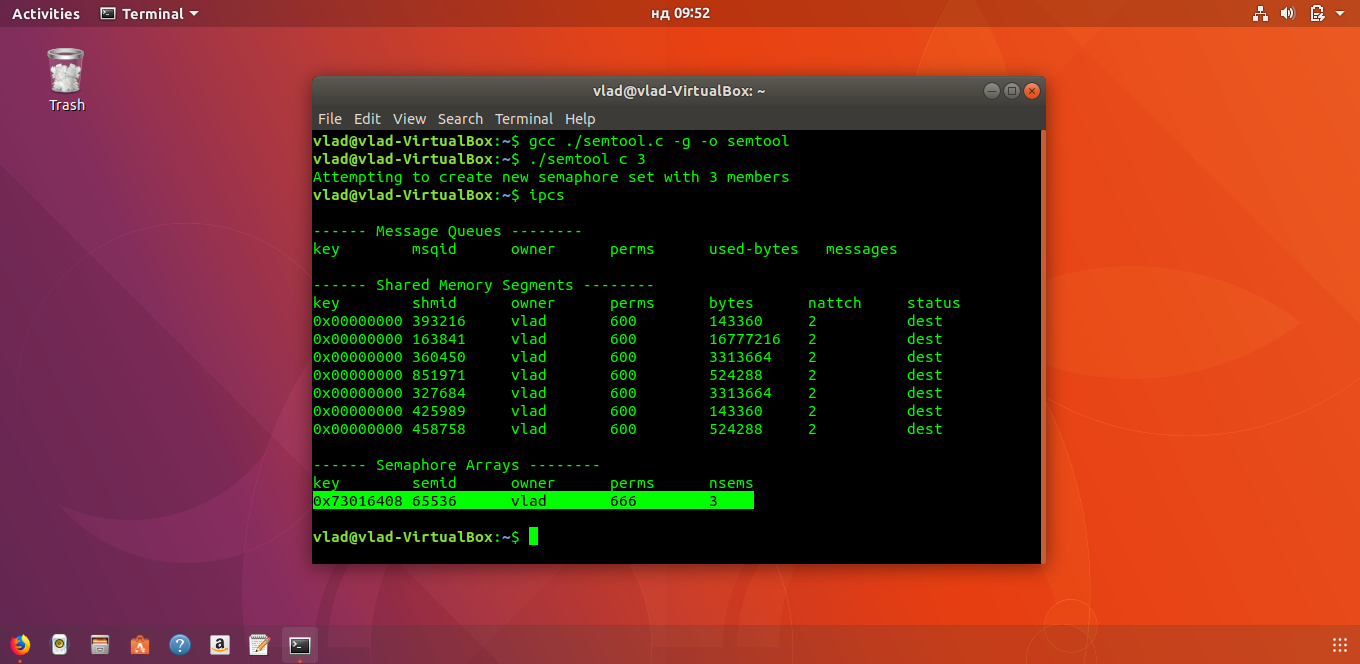 Activities Terminal нд 09:52
Trash
vlad@vlad-VirtualBox: ~
File Edit View Search Terminal Help
vlad@vlad-VirtualBox:~$ gcc ./semtool.c -g -o semtool
vlad@vlad-VirtualBox:~$ ./semtool c 3
Attempting to create new semaphore set with 3 members
vlad@vlad-VirtualBox:~$ ipcs
------ Message Queues --------
key msqid owner perms used-bytes messages
------ Shared Memory Segments --------
key shmid owner perms bytes nattch status
0x00000000 393216 vlad 600 143360 2 dest
0x00000000 163841 vlad 600 16777216 2 dest
0x00000000 360450 vlad 600 3313664 2 dest
0x00000000 851971 vlad 600 524288 2 dest
0x00000000 327684 vlad 600 3313664 2 dest
0x00000000 425989 vlad 600 143360 2 dest
0x00000000 458758 vlad 600 524288 2 dest
------ Semaphore Arrays --------
key semid owner perms nsems
0x73016408 65536 vlad 666 3
vlad@vlad-VirtualBox:~$